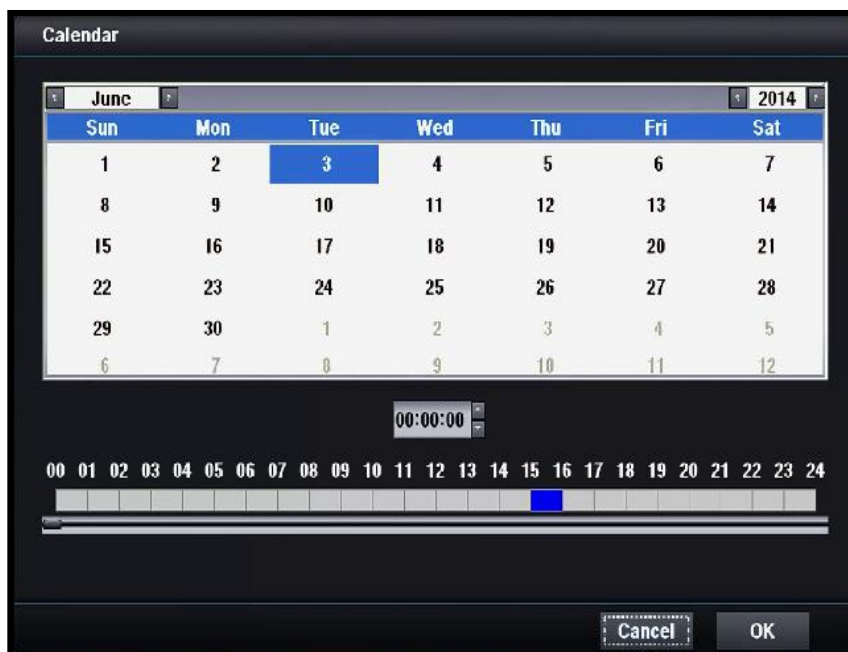 Calendar
June 2014
Sun Mon Tue Wed Thu Fri Sat
1 2 3 4 5 6 7
8 9 10 11 12 13 14
15 16 17 18 19 20 21
22 23 24 25 26 27 28
29 30 1 2 3 4 5
6 7 8 9 10 11 12
00:00:00
00 01 02 03 04 05 06 07 08 09 10 11 12 13 14 15 16 17 18 19 20 21 22 23 24
Cancel OK